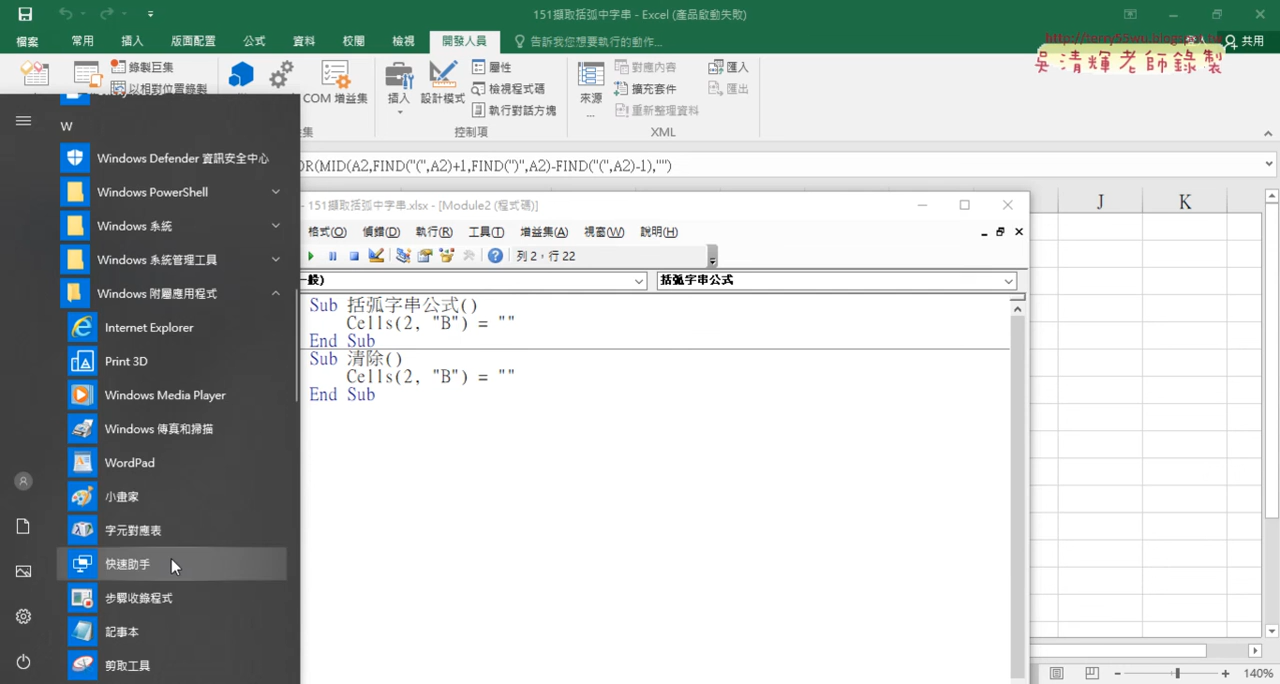 151擷取括弧中字串 - Excel (產品啟動失敗)
檔案 常用 插入 版面配置 公式 資料 校閱 檢視 開發人員 告訴我您想要執行的動作... 共用
http://terry55wu.blogspot.tw
吳清輝老師錄製
錄製巨集
以相對位置錄製
COM 增益集
插入
設計模式
屬性
檢視程式碼
執行對話方塊
控制項
來源
...
對應內容
擴充套件
重新整理資料
匯入
匯出
XML
OR(MID(A2,FIND("(",A2)+1,FIND(")",A2)-FIND("(",A2)-1),"")
J K
- 151擷取括弧中字串.xlsx - [Module2 (程式碼)]
格式(O) 偵錯(D) 執行(R) 工具(T) 增益集(A) 視窗(W) 說明(H)
列 2，行 22
一般) 括弧字串公式
Sub 括弧字串公式()
Cells(2, "B") = ""
End Sub
Sub 清除()
Cells(2, "B") = ""
End Sub
W
Windows Defender 資訊安全中心
Windows PowerShell
Windows 系統
Windows 系統管理工具
Windows 附屬應用程式
Internet Explorer
Print 3D
Windows Media Player
Windows 傳真和掃描
WordPad
小畫家
字元對應表
快速助手
步驟收錄程式
記事本
剪取工具
140%